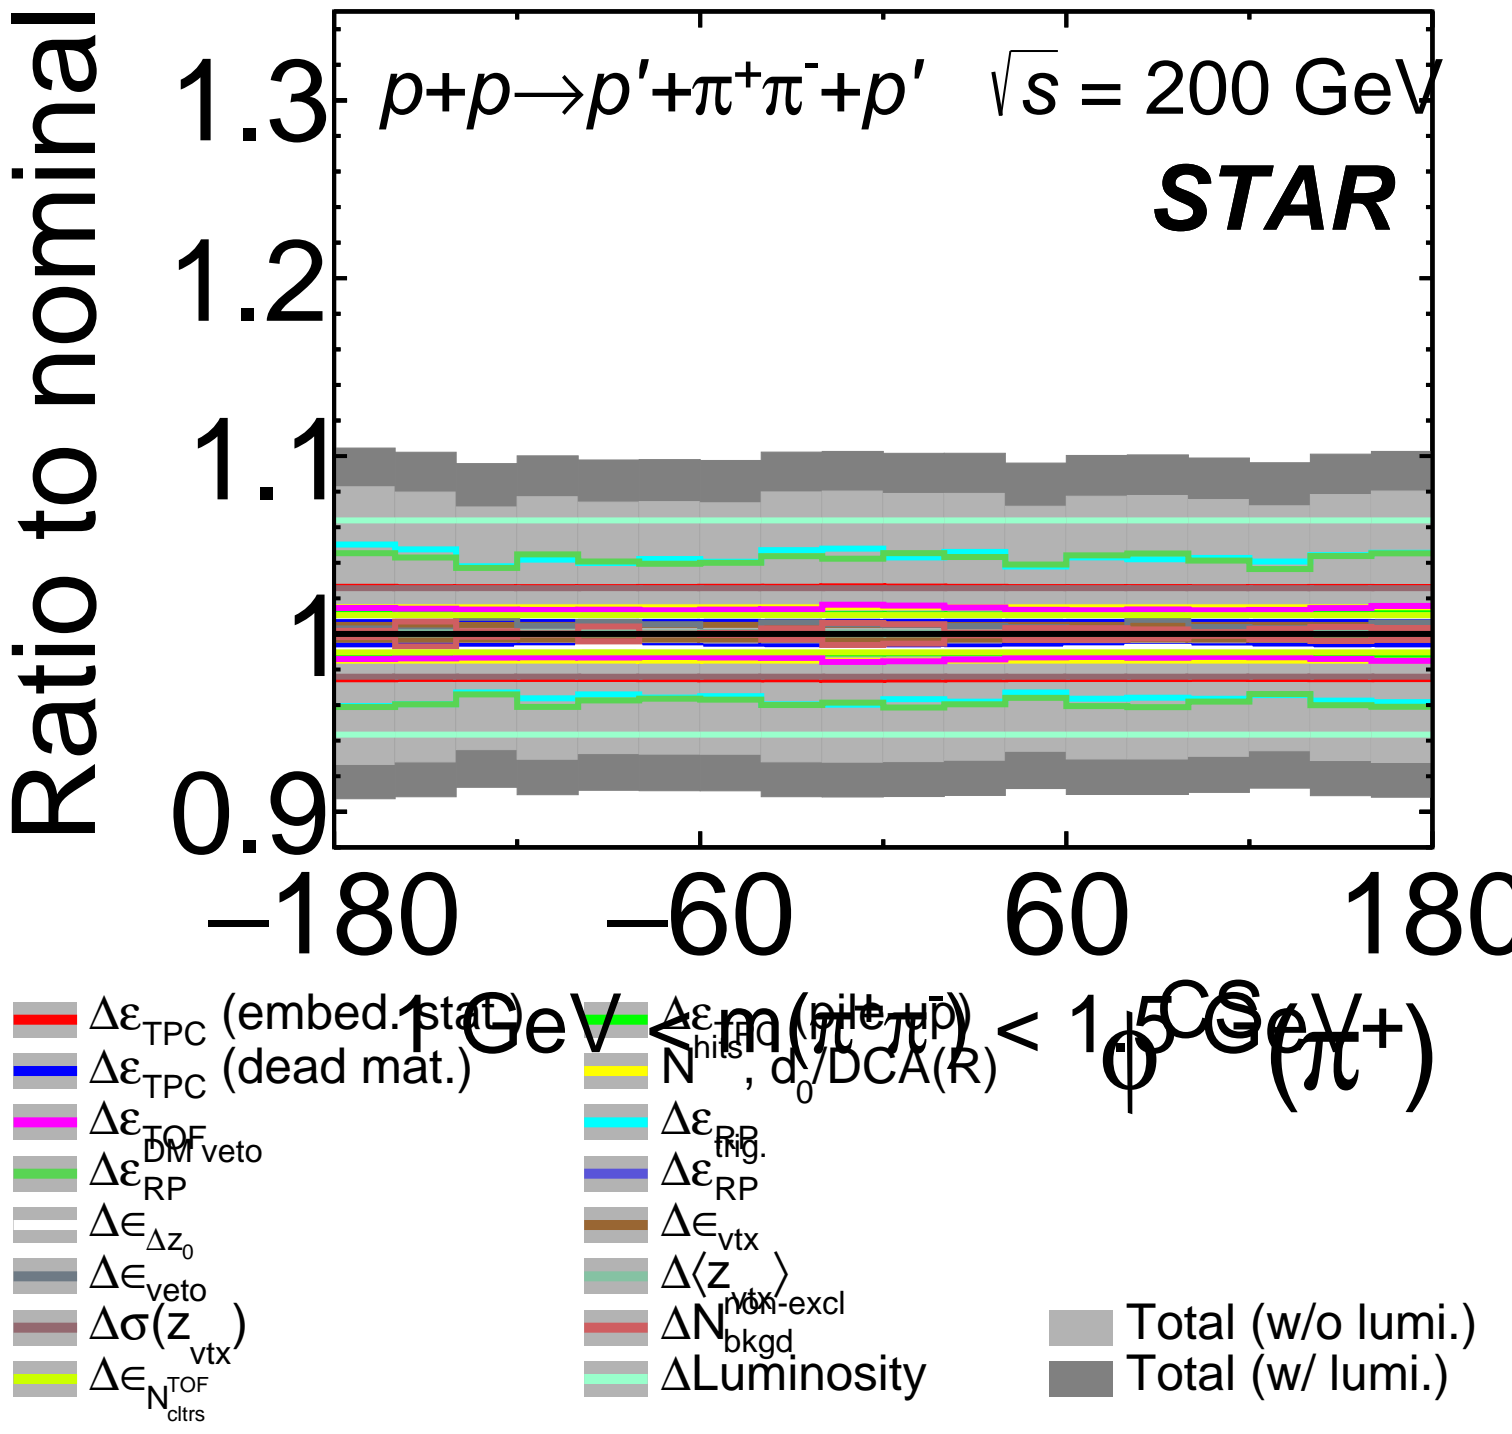 Ratio to nominal
p+p→p′+π⁺π⁻+p′ √s = 200 GeV
STAR
1.3
1.2
1.1
1
0.9
−180 −60 60 180
1 GeV < m(π⁺π⁻) < 1.5 GeV
ϕ^CS (π⁺)
Δε_TPC (embed. stat.)
Δε_TPC (pile-up)
Δε_TPC (dead mat.)
N^hits, d_0/DCA(R)
Δε_TOF
Δε_RP
Δε_RP^DM veto
Δε_RP^trig.
Δ∈_Δz_0
Δ∈_vtx
Δ∈_veto
Δ⟨z_vtx⟩
Δσ(z_vtx)
ΔN_bkgd^non-excl
Δ∈_N_cltrs^TOF
ΔLuminosity
Total (w/o lumi.)
Total (w/ lumi.)